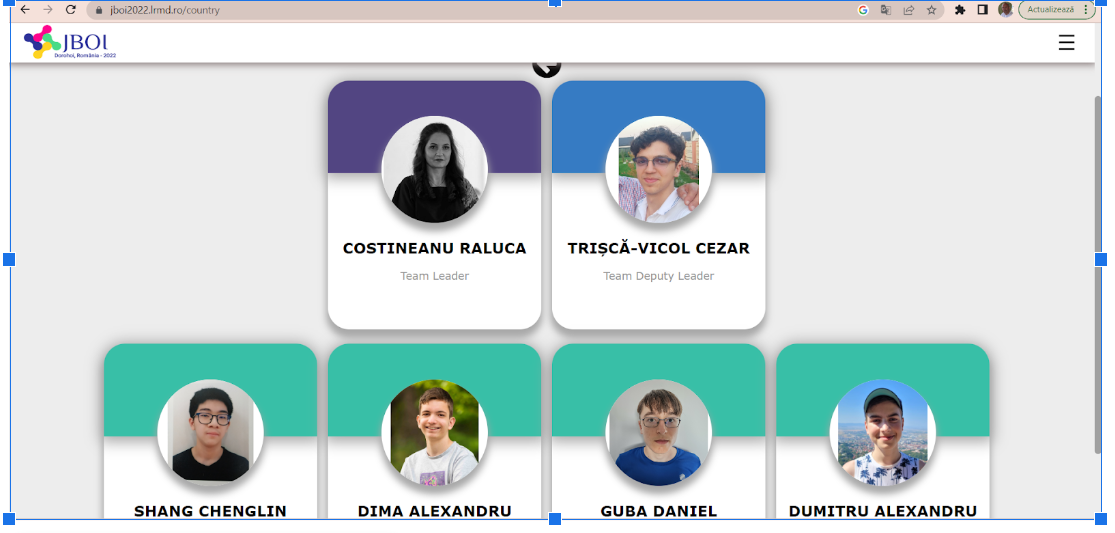 jboi2022.lrmd.ro/country
Actualizează
JBOI
Dorohoi, România - 2022
COSTINEANU RALUCA
Team Leader
TRIȘCĂ-VICOL CEZAR
Team Deputy Leader
SHANG CHENGLIN
DIMA ALEXANDRU
GUBA DANIEL
DUMITRU ALEXANDRU